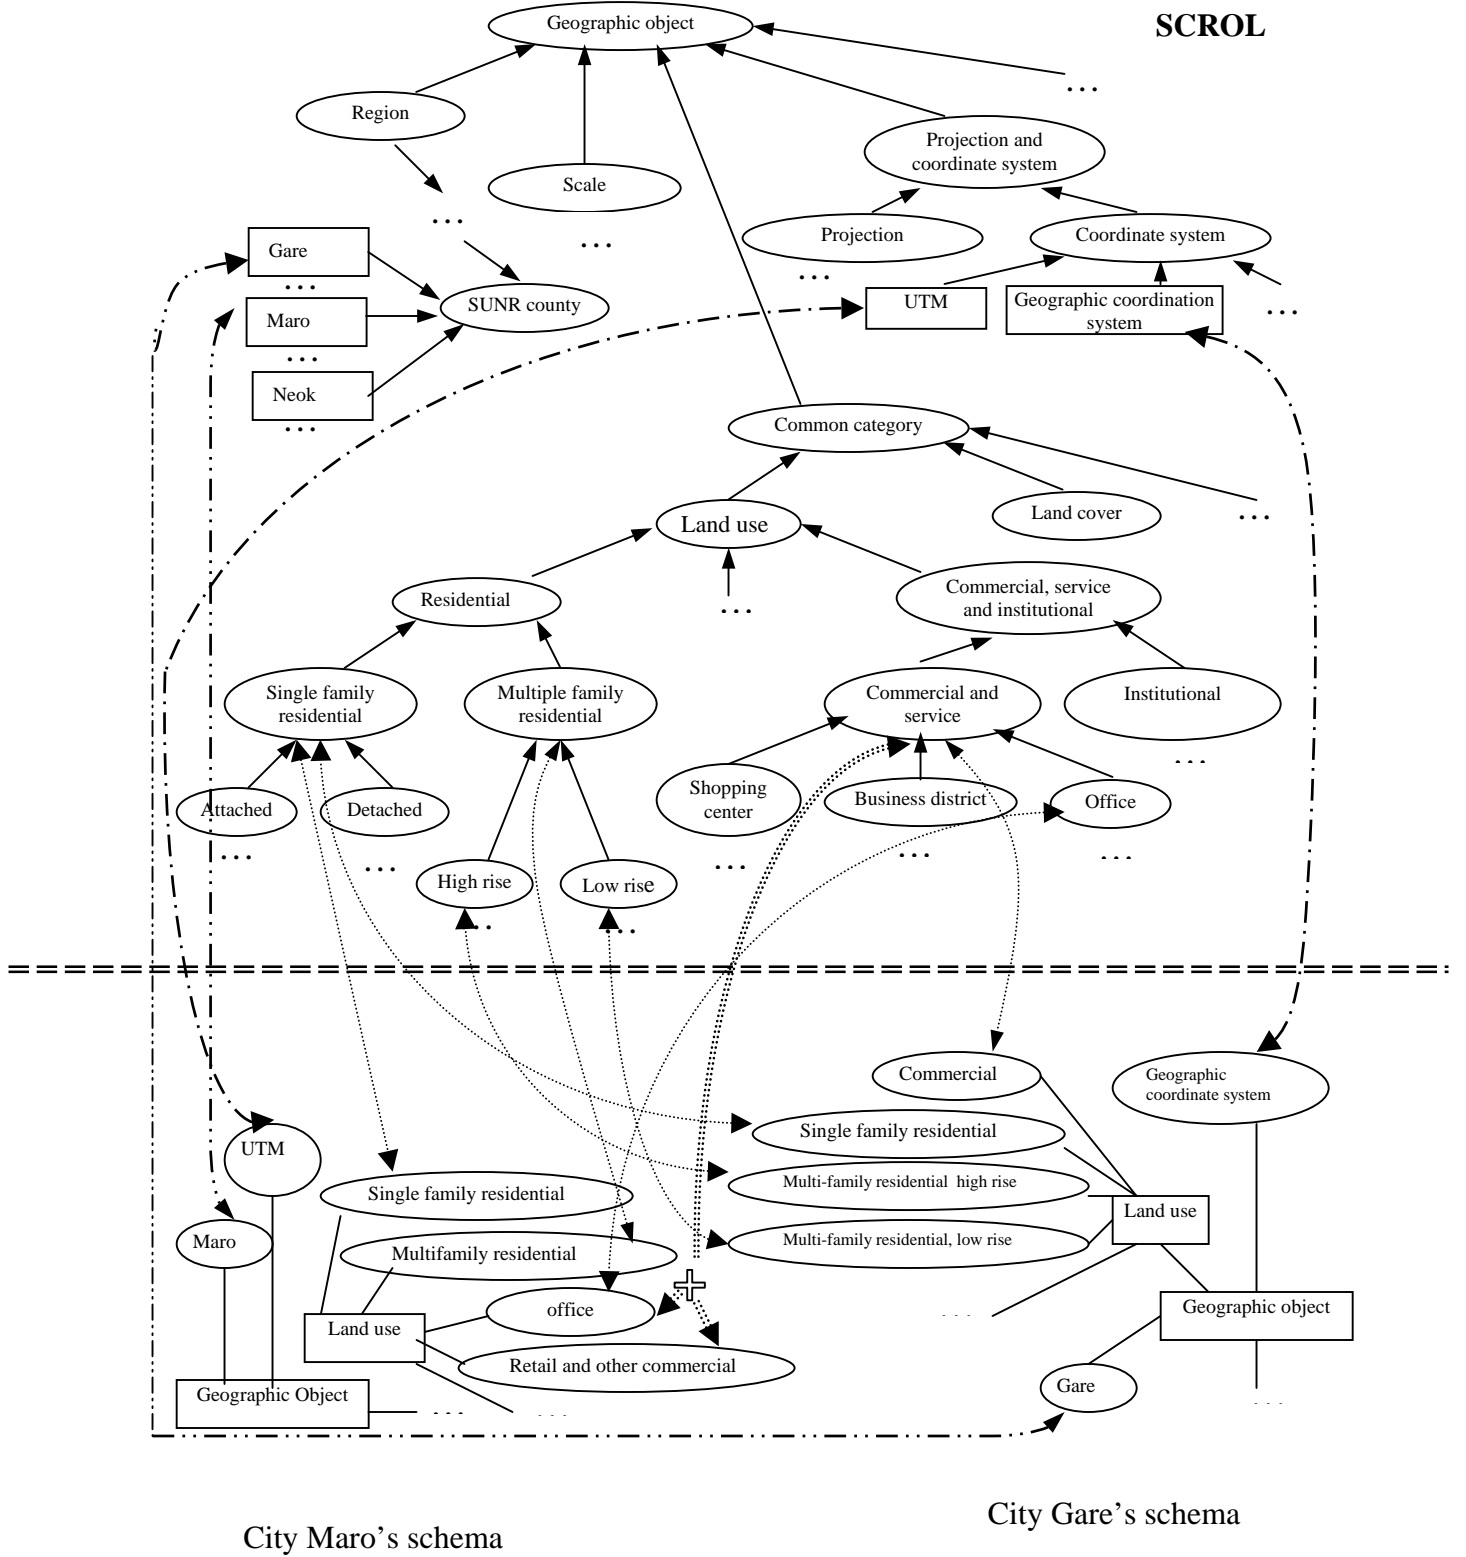 SCROL
Geographic object
. . .
Region
Projection and
coordinate system
Scale
. . .
Projection
Coordinate system
. . .
Gare
. . .
. . .
UTM
Geographic coordination
system
. . .
SUNR county
Maro
. . .
Neok
. . .
Common category
Land cover
. . .
Land use
. . .
Residential
Commercial, service
and institutional
Single family
residential
Multiple family
residential
Commercial and
service
Institutional
. . .
Attached
. . .
Detached
. . .
Shopping
center
. . .
Business district
. . .
Office
. . .
High rise
. . .
Low rise
. . .
Commercial
Geographic
coordinate system
Single family residential
UTM
Multi-family residential  high rise
Single family residential
Land use
Maro
Multi-family residential, low rise
Multifamily residential
office
. . .
Geographic object
Land use
Retail and other commercial
Gare
Geographic Object
. . .
. . .
. . .
City Gare's schema
City Maro's schema